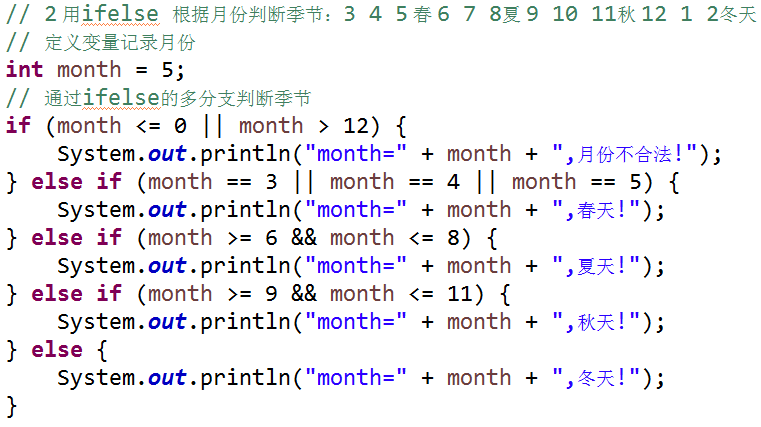 // 2用ifelse 根据月份判断季节：3 4 5春6 7 8夏9 10 11秋12 1 2冬天
// 定义变量记录月份
int month = 5;
// 通过ifelse的多分支判断季节
if (month <= 0 || month > 12) {
    System.out.println("month=" + month + ",月份不合法!");
} else if (month == 3 || month == 4 || month == 5) {
    System.out.println("month=" + month + ",春天!");
} else if (month >= 6 && month <= 8) {
    System.out.println("month=" + month + ",夏天!");
} else if (month >= 9 && month <= 11) {
    System.out.println("month=" + month + ",秋天!");
} else {
    System.out.println("month=" + month + ",冬天!");
}